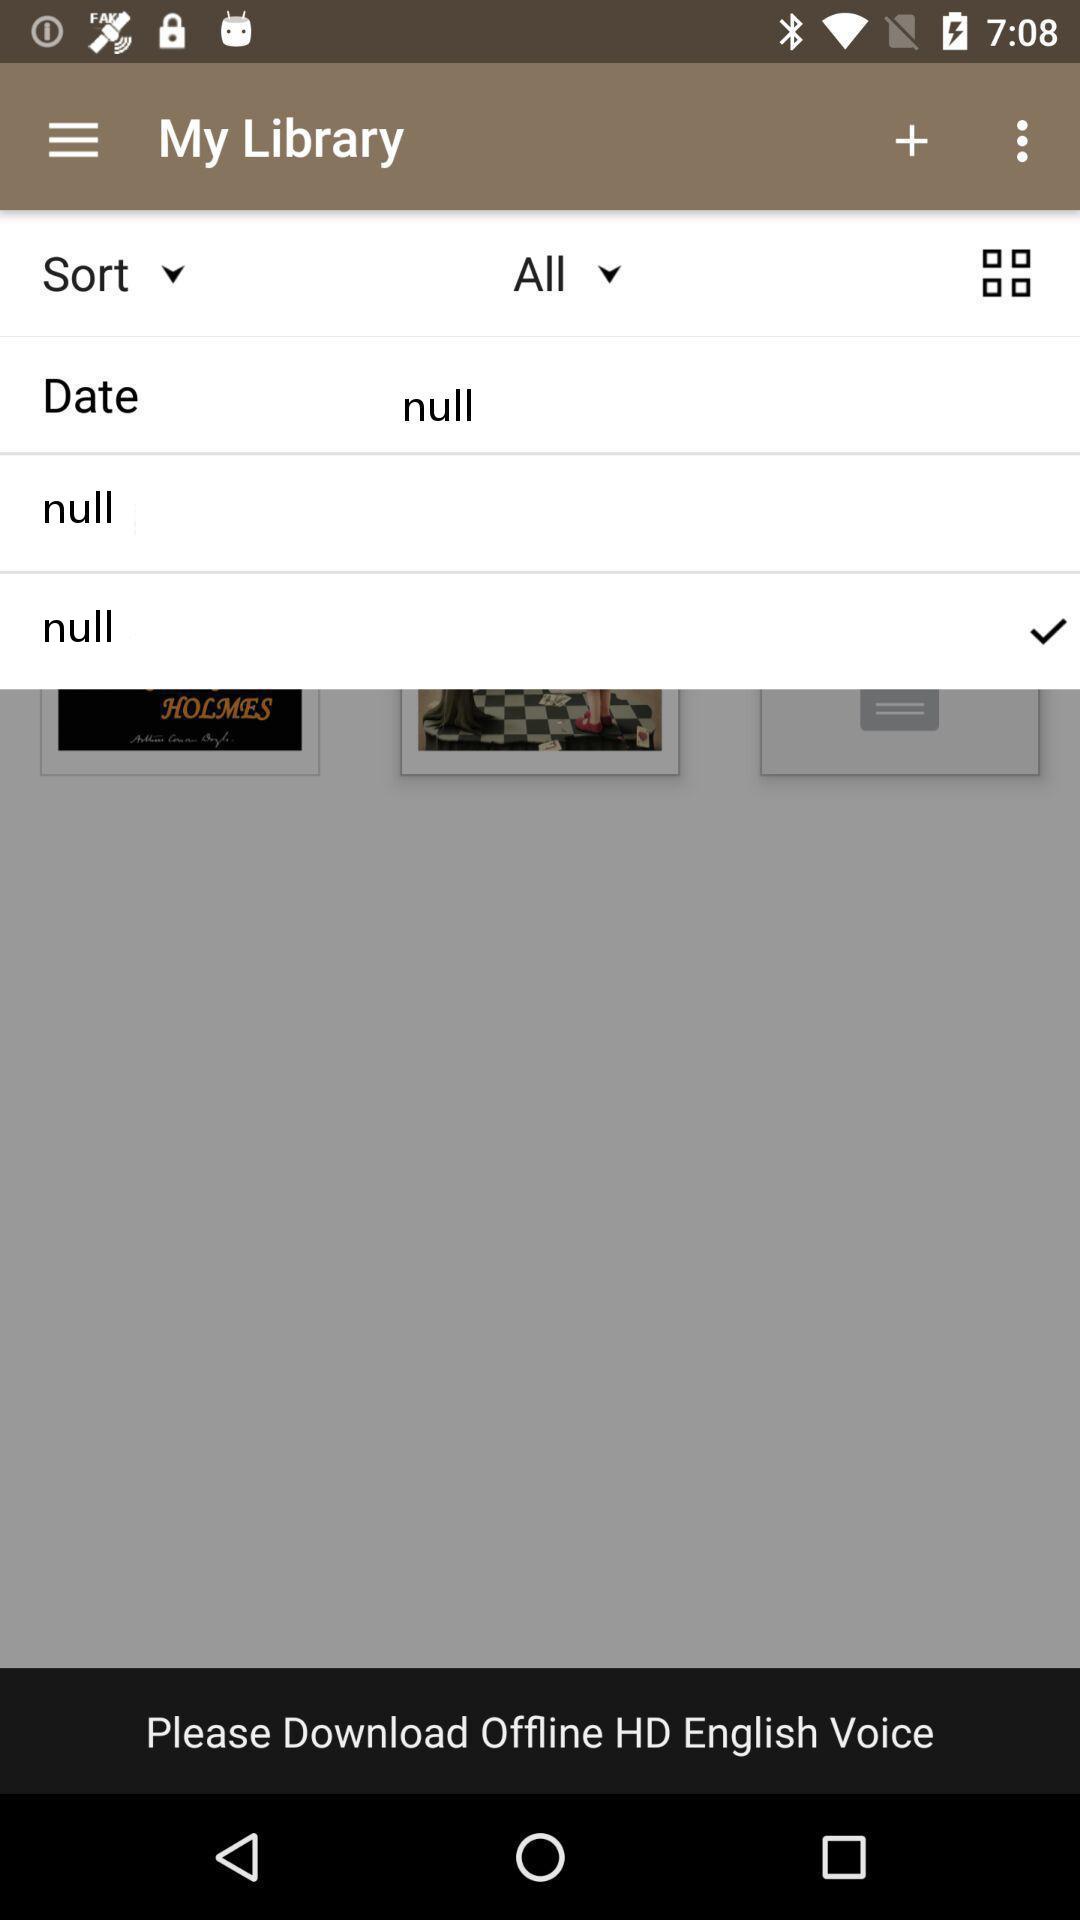 FAKE 7:08
My Library
Sort All
Date null
null
null
HOLMES
Arthur Conan Doyle.
Please Download Offline HD English Voice